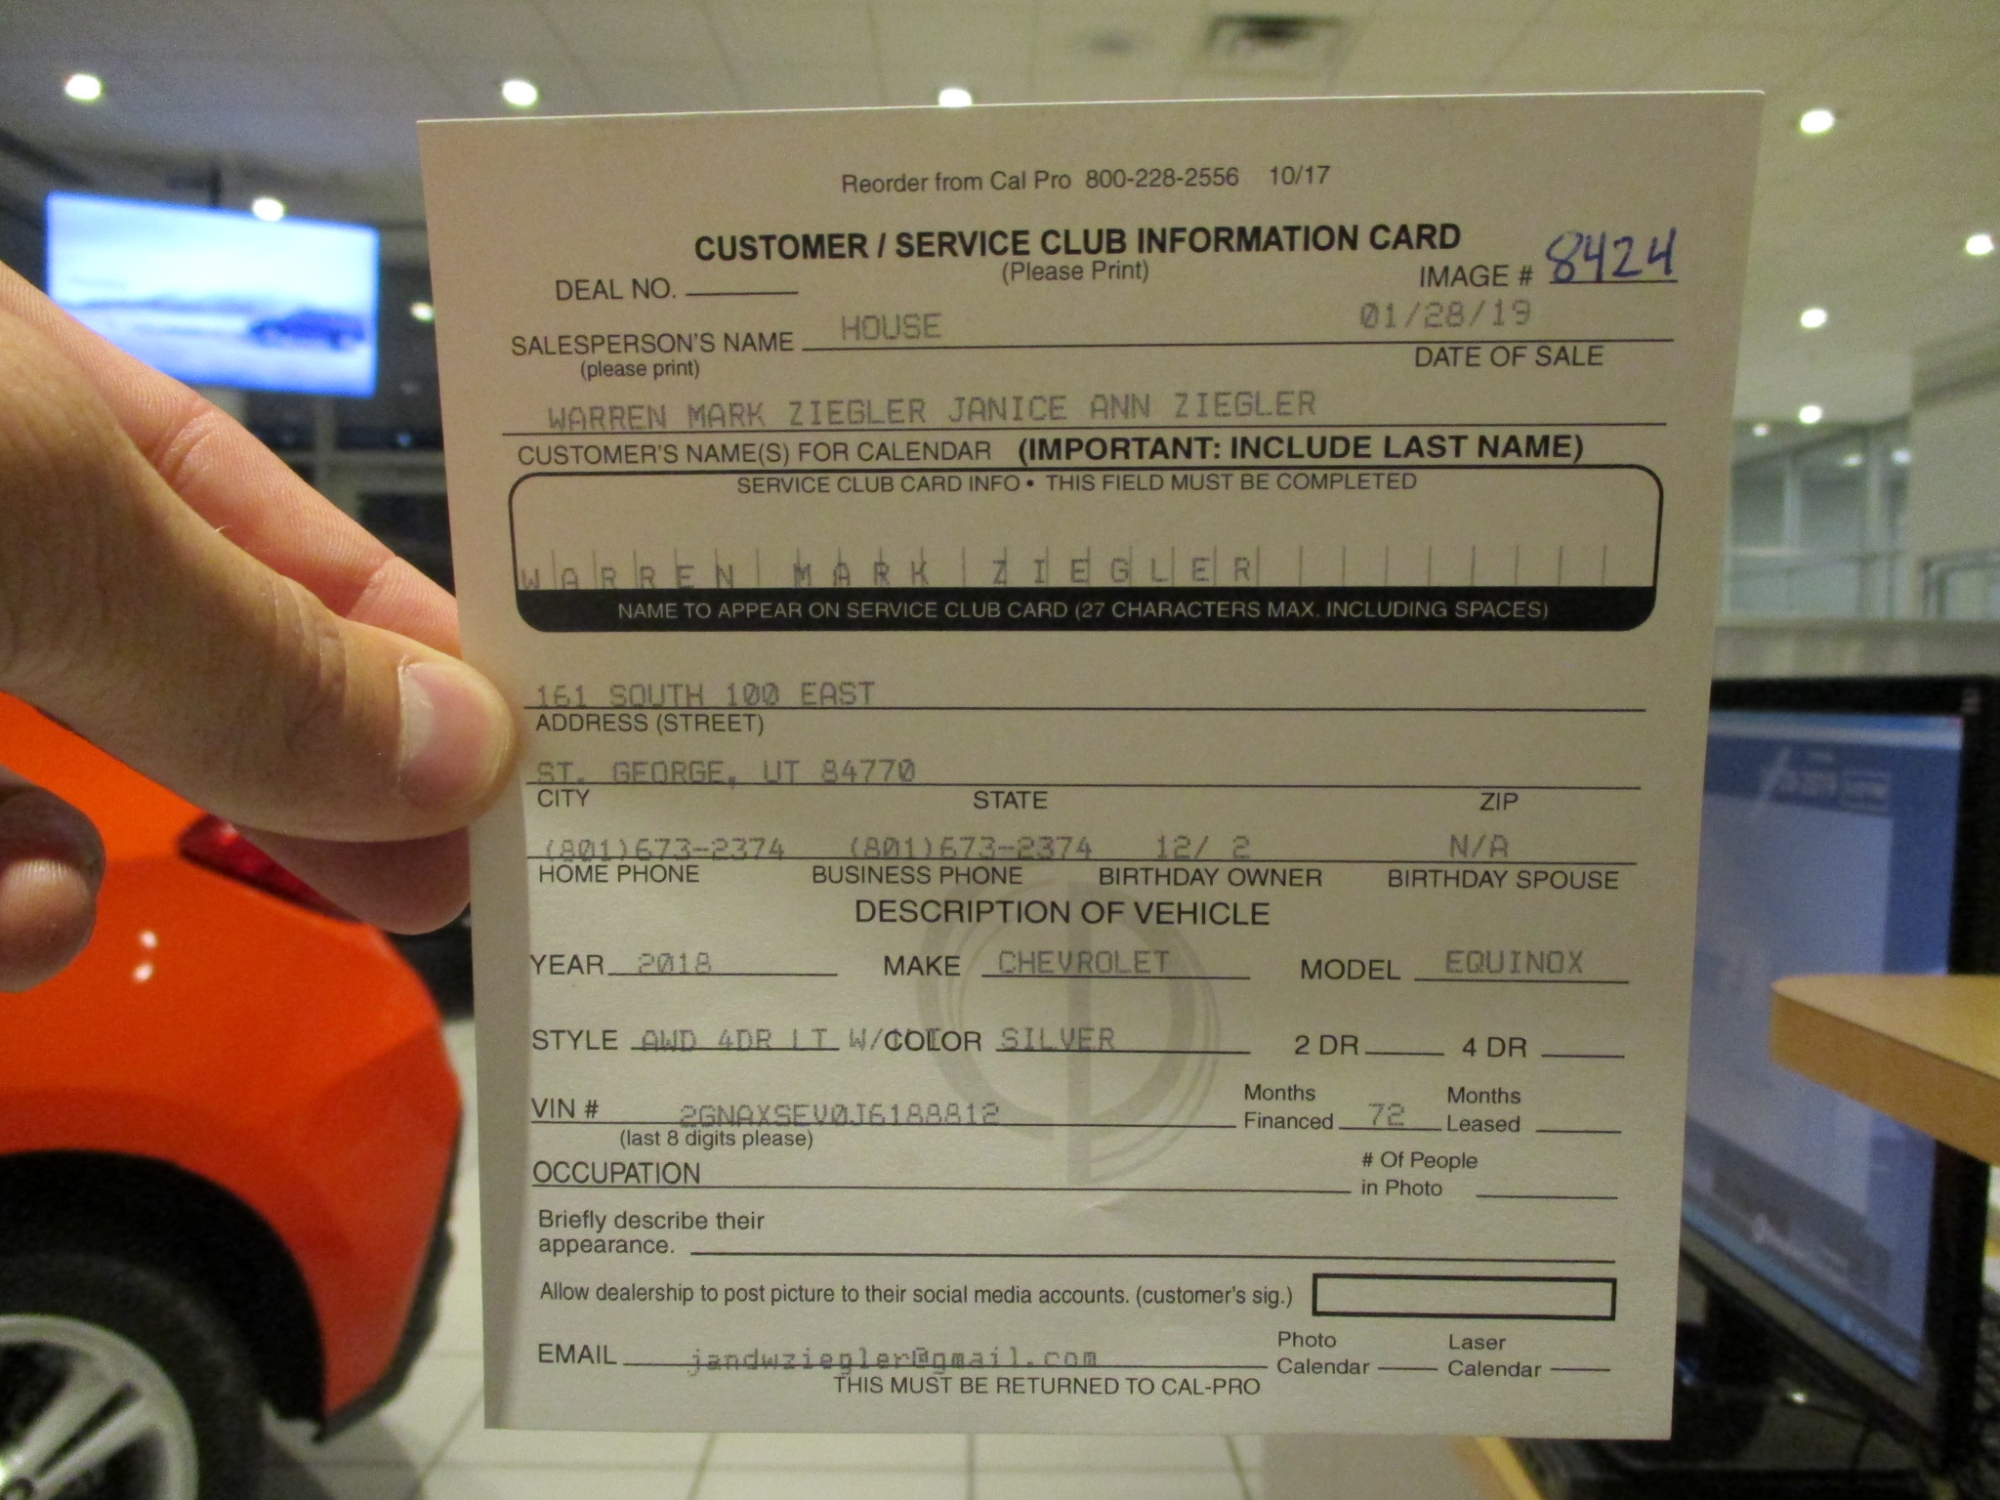 Reorder from Cal Pro 800-228-2556 10/17
CUSTOMER / SERVICE CLUB INFORMATION CARD
(Please Print)
DEAL NO. IMAGE # 8424
SALESPERSON'S NAME HOUSE 01/28/19
(please print) DATE OF SALE
WARREN MARK ZIEGLER JANICE ANN ZIEGLER
CUSTOMER'S NAME(S) FOR CALENDAR (IMPORTANT: INCLUDE LAST NAME)
SERVICE CLUB CARD INFO • THIS FIELD MUST BE COMPLETED
WARREN MARK ZIEGLER
NAME TO APPEAR ON SERVICE CLUB CARD (27 CHARACTERS MAX. INCLUDING SPACES)
161 SOUTH 100 EAST
ADDRESS (STREET)
ST. GEORGE, UT 84770
CITY STATE ZIP
(801)673-2374 (801)673-2374 12/ 2 N/A
HOME PHONE BUSINESS PHONE BIRTHDAY OWNER BIRTHDAY SPOUSE
DESCRIPTION OF VEHICLE
YEAR 2018 MAKE CHEVROLET MODEL EQUINOX
STYLE AWD 4DR LT COLOR SILVER 2 DR 4 DR
VIN # 2GNAXSEV0J6188812 Months Financed 72 Months Leased
(last 8 digits please)
OCCUPATION # Of People in Photo
Briefly describe their
appearance.
Allow dealership to post picture to their social media accounts. (customer's sig.)
EMAIL jandwziegler@gmail.com Photo Calendar Laser Calendar
THIS MUST BE RETURNED TO CAL-PRO